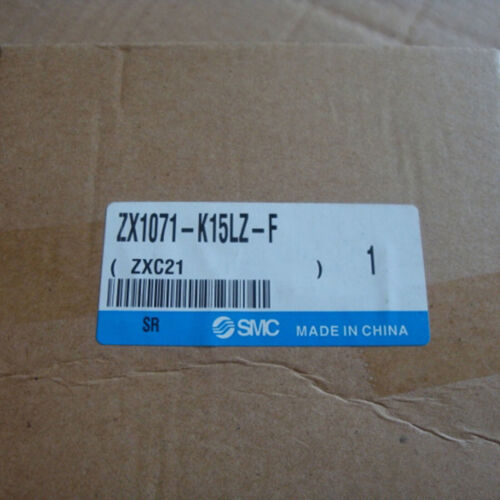 ZX1071-K15LZ-F
( ZXC21 ) 1
SR SMC MADE IN CHINA